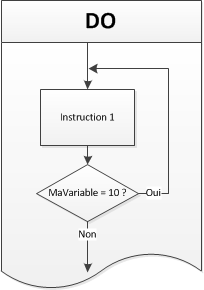 DO
Instruction 1
MaVariable = 10 ?
Oui
Non